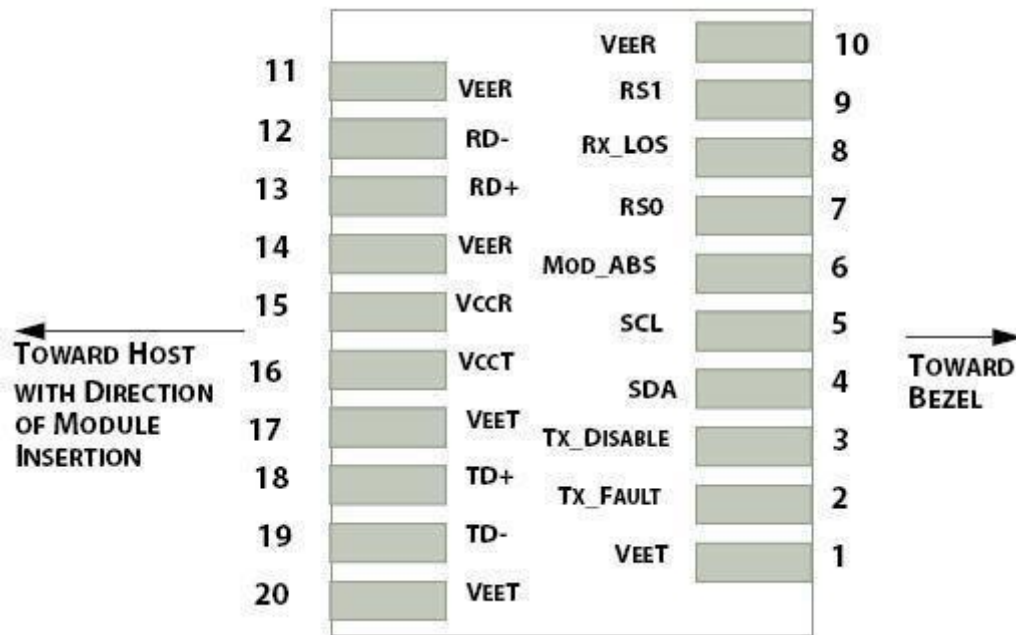 VEER 10
11 VEER
RS1 9
12 RD-
RX_LOS 8
13 RD+
RS0 7
14 VEER
MOD_ABS 6
15 VCCR
SCL 5
16 VCCT
SDA 4
17 VEET
TX_DISABLE 3
18 TD+
TX_FAULT 2
19 TD-
VEET 1
20 VEET
TOWARD HOST
WITH DIRECTION
OF MODULE
INSERTION
TOWARD
BEZEL